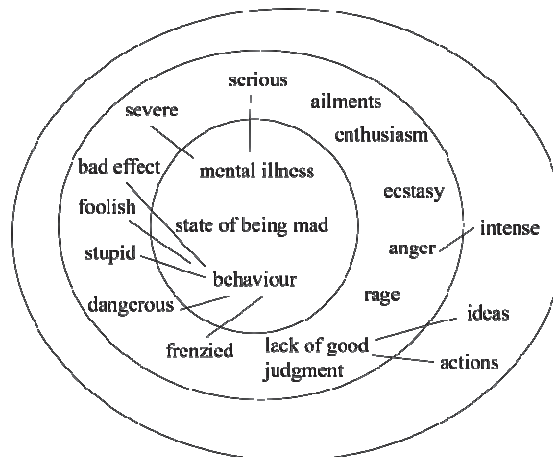 serious
ailments
severe
enthusiasm
bad effect
mental illness
ecstasy
foolish
state of being mad
intense
stupid
anger
behaviour
dangerous
rage
ideas
frenzied
lack of good
judgment
actions